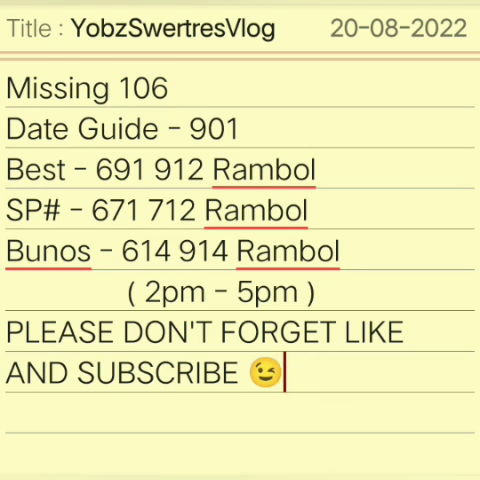 Title : YobzSwertresVlog 20-08-2022
Missing 106
Date Guide - 901
Best - 691 912 Rambol
SP# - 671 712 Rambol
Bunos - 614 914 Rambol
( 2pm - 5pm )
PLEASE DON'T FORGET LIKE
AND SUBSCRIBE 😉